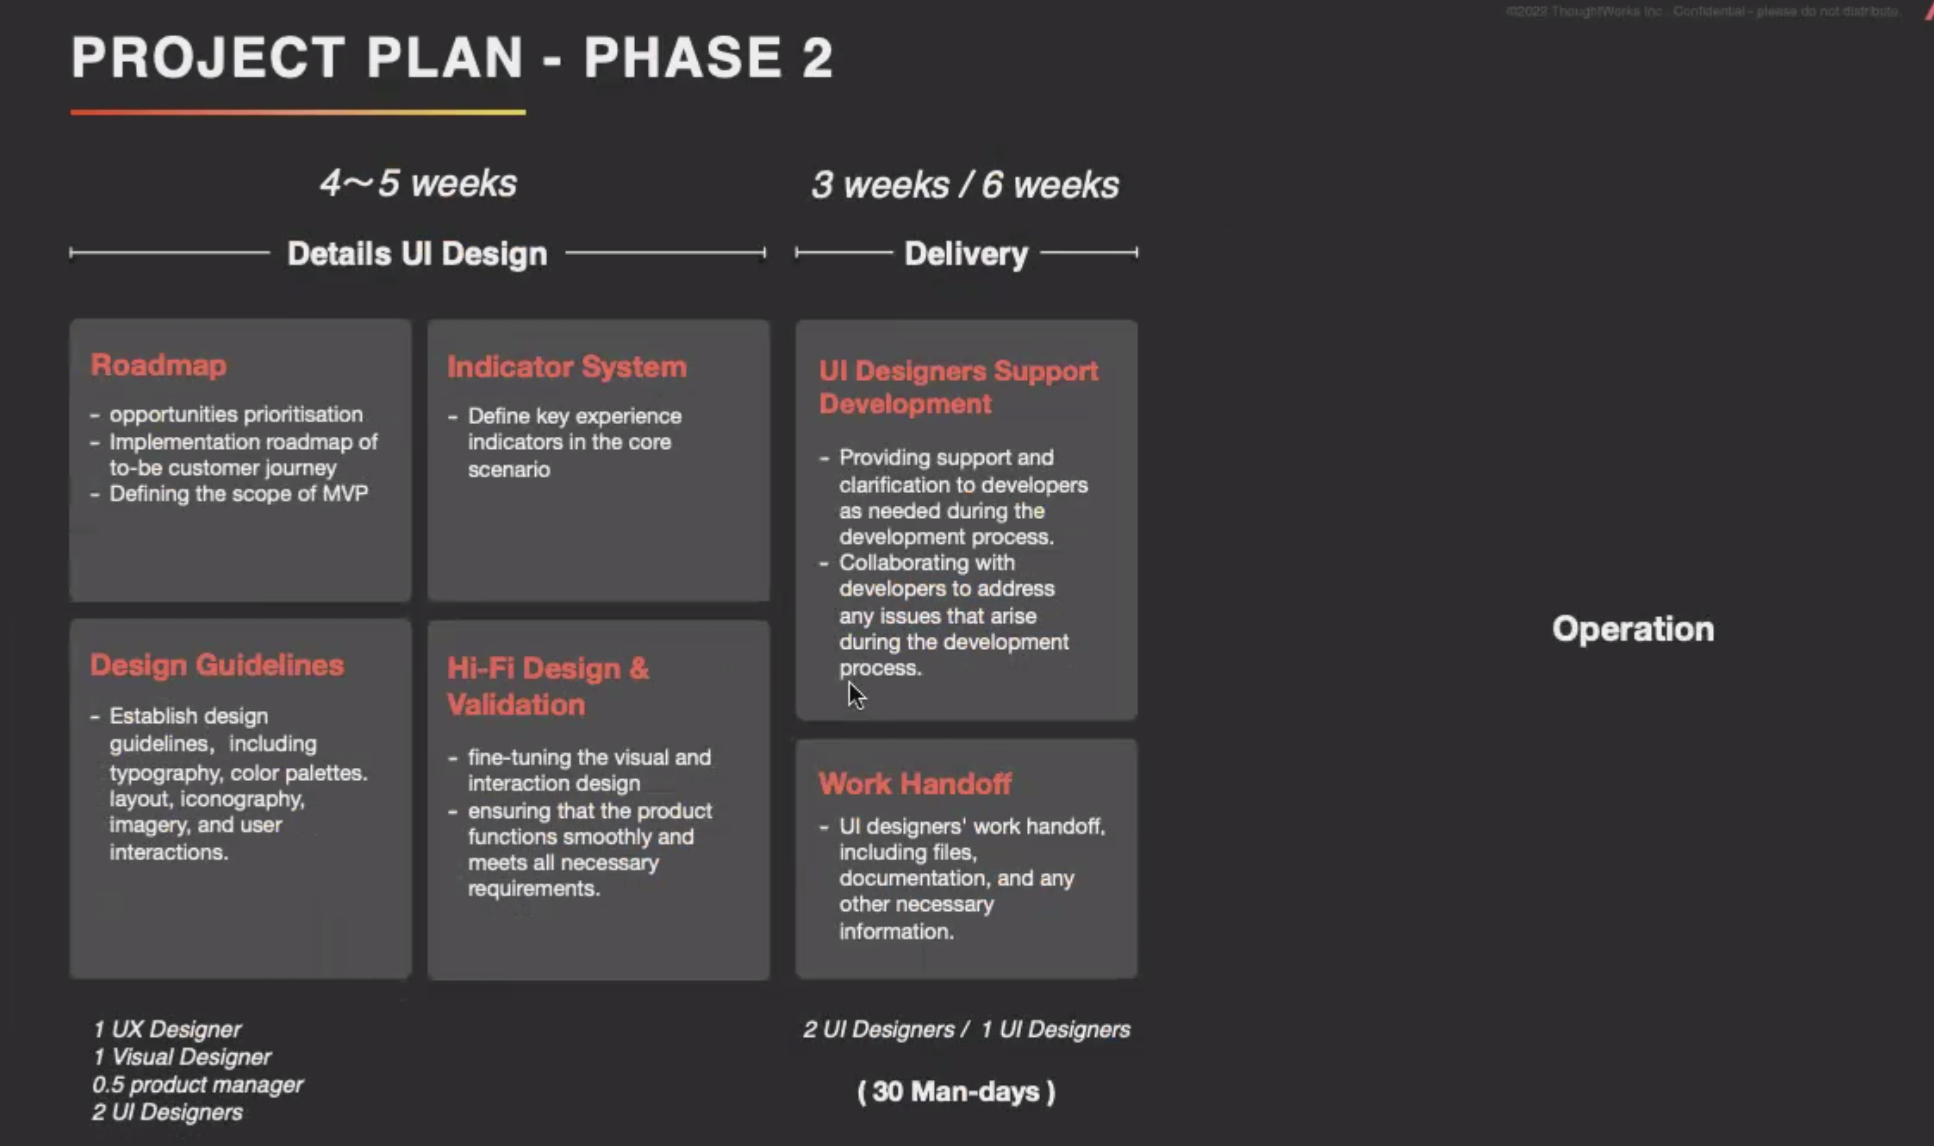 ©2023 ThoughtWorks Inc. Confidential - please do not distribute.
PROJECT PLAN - PHASE 2
4～5 weeks
Details UI Design
3 weeks / 6 weeks
Delivery
Roadmap
- opportunities prioritisation
- Implementation roadmap of
to-be customer journey
- Defining the scope of MVP
Indicator System
- Define key experience
indicators in the core
scenario
Design Guidelines
- Establish design
guidelines，including
typography, color palettes.
layout, iconography,
imagery, and user
interactions.
Hi-Fi Design &
Validation
- fine-tuning the visual and
interaction design
- ensuring that the product
functions smoothly and
meets all necessary
requirements.
UI Designers Support
Development
- Providing support and
clarification to developers
as needed during the
development process.
- Collaborating with
developers to address
any issues that arise
during the development
process.
Work Handoff
- UI designers' work handoff,
including files,
documentation, and any
other necessary
information.
Operation
1 UX Designer
1 Visual Designer
0.5 product manager
2 UI Designers
2 UI Designers / 1 UI Designers
( 30 Man-days )